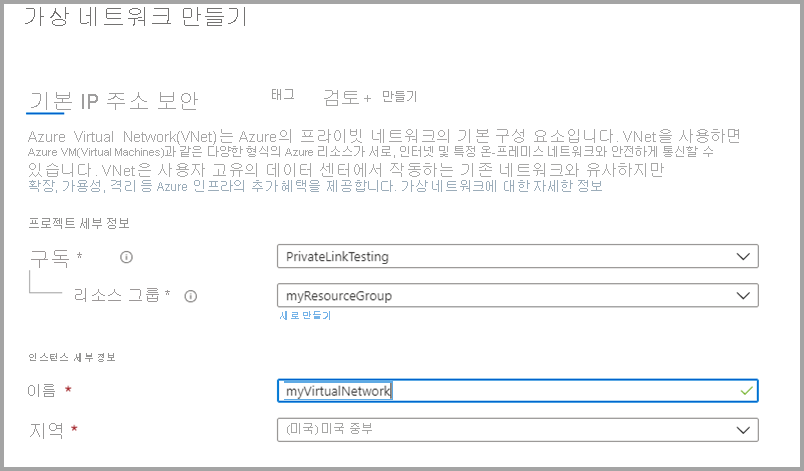 가상 네트워크 만들기
기본 IP 주소 보안 태그 검토 + 만들기
Azure Virtual Network(VNet)는 Azure의 프라이빗 네트워크의 기본 구성 요소입니다. VNet을 사용하면
Azure VM(Virtual Machines)과 같은 다양한 형식의 Azure 리소스가 서로, 인터넷 및 특정 온-프레미스 네트워크와 안전하게 통신할 수
있습니다. VNet은 사용자 고유의 데이터 센터에서 작동하는 기존 네트워크와 유사하지만
확장, 가용성, 격리 등 Azure 인프라의 추가 혜택을 제공합니다. 가상 네트워크에 대한 자세한 정보
프로젝트 세부 정보
구독 * PrivateLinkTesting
리소스 그룹 * myResourceGroup
새로 만들기
인스턴스 세부 정보
이름 * myVirtualNetwork
지역 * (미국) 미국 중부